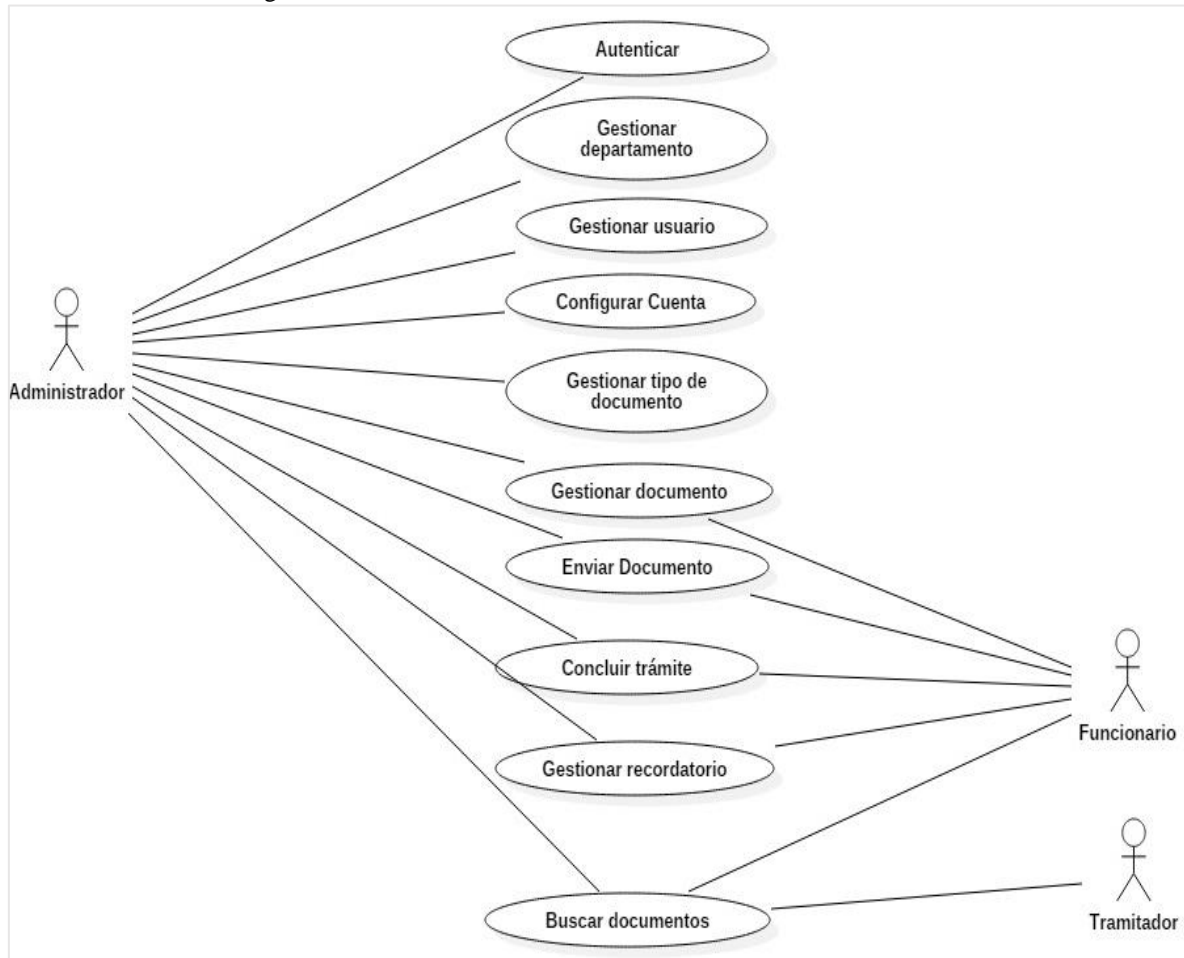 Autenticar
Gestionar
departamento
Gestionar usuario
Configurar Cuenta
Administrador
Gestionar tipo de
documento
Gestionar documento
Enviar Documento
Concluir trámite
Funcionario
Gestionar recordatorio
Buscar documentos
Tramitador